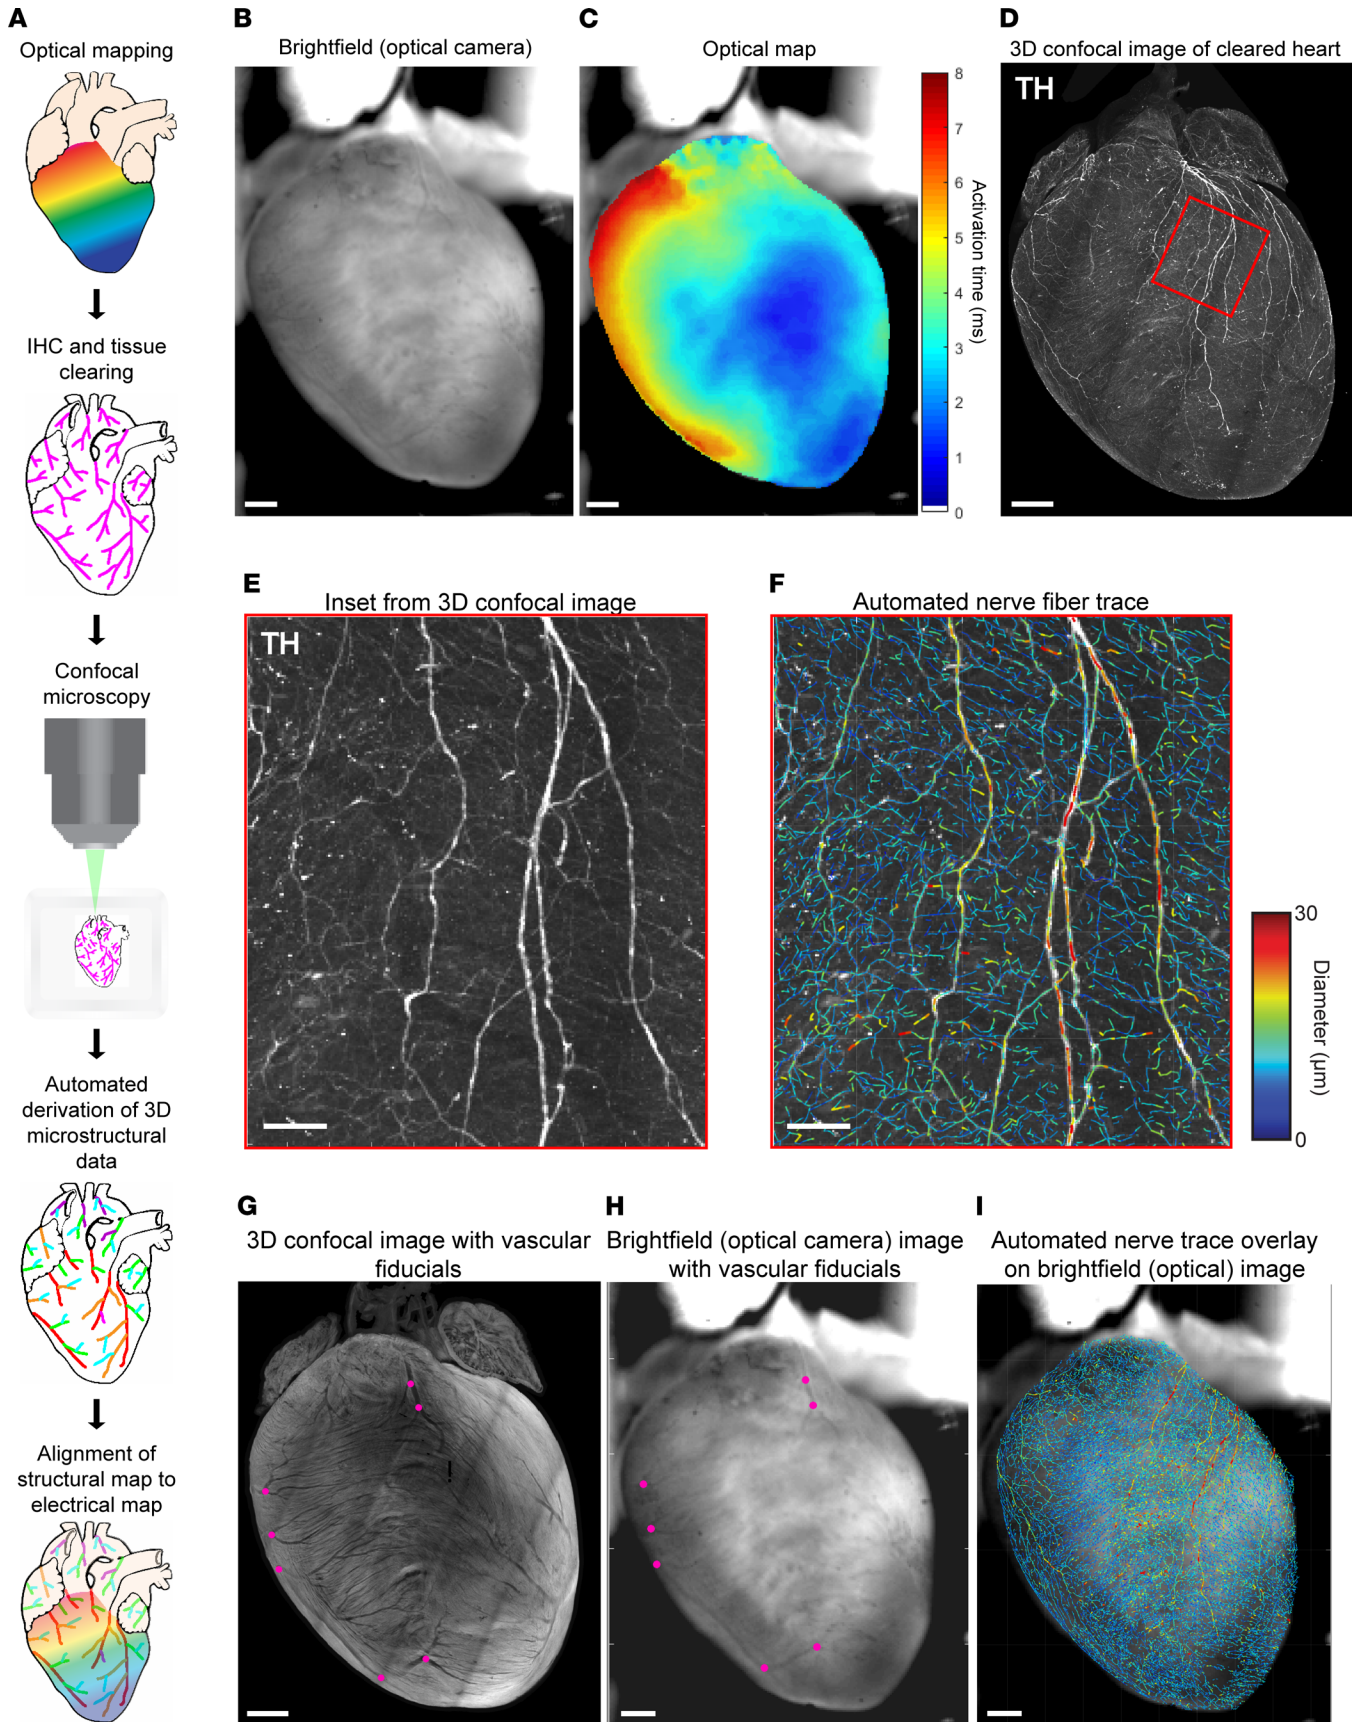 A
Optical mapping
IHC and tissue
clearing
Confocal
microscopy
Automated
derivation of 3D
microstructural
data
Alignment of
structural map to
electrical map
B
Brightfield (optical camera)
C
Optical map
8
7
6
5
4
3
2
1
0
Activation time (ms)
D
3D confocal image of cleared heart
TH
E
Inset from 3D confocal image
TH
F
Automated nerve fiber trace
30
0
Diameter (µm)
G
3D confocal image with vascular
fiducials
H
Brightfield (optical camera) image
with vascular fiducials
I
Automated nerve trace overlay
on brightfield (optical) image